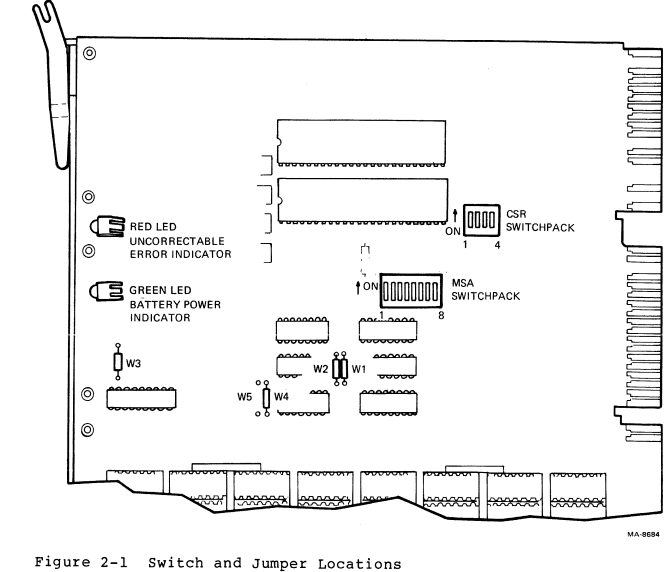 RED LED
UNCORRECTABLE
ERROR INDICATOR
CSR
SWITCHPACK
ON
1 4
GREEN LED
BATTERY POWER
INDICATOR
ON
MSA
SWITCHPACK
1 8
W3
W2 W1
W5 W4
MA-8684
Figure 2-1 Switch and Jumper Locations